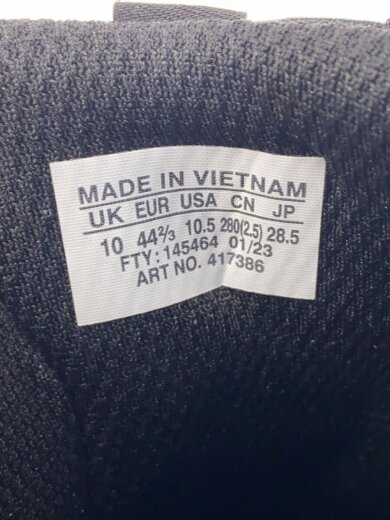 MADE IN VIETNAM
UK EUR USA CN JP
10 44⅔ 10.5 280(2.5) 28.5
FTY: 145464 01/23
ART NO. 417386